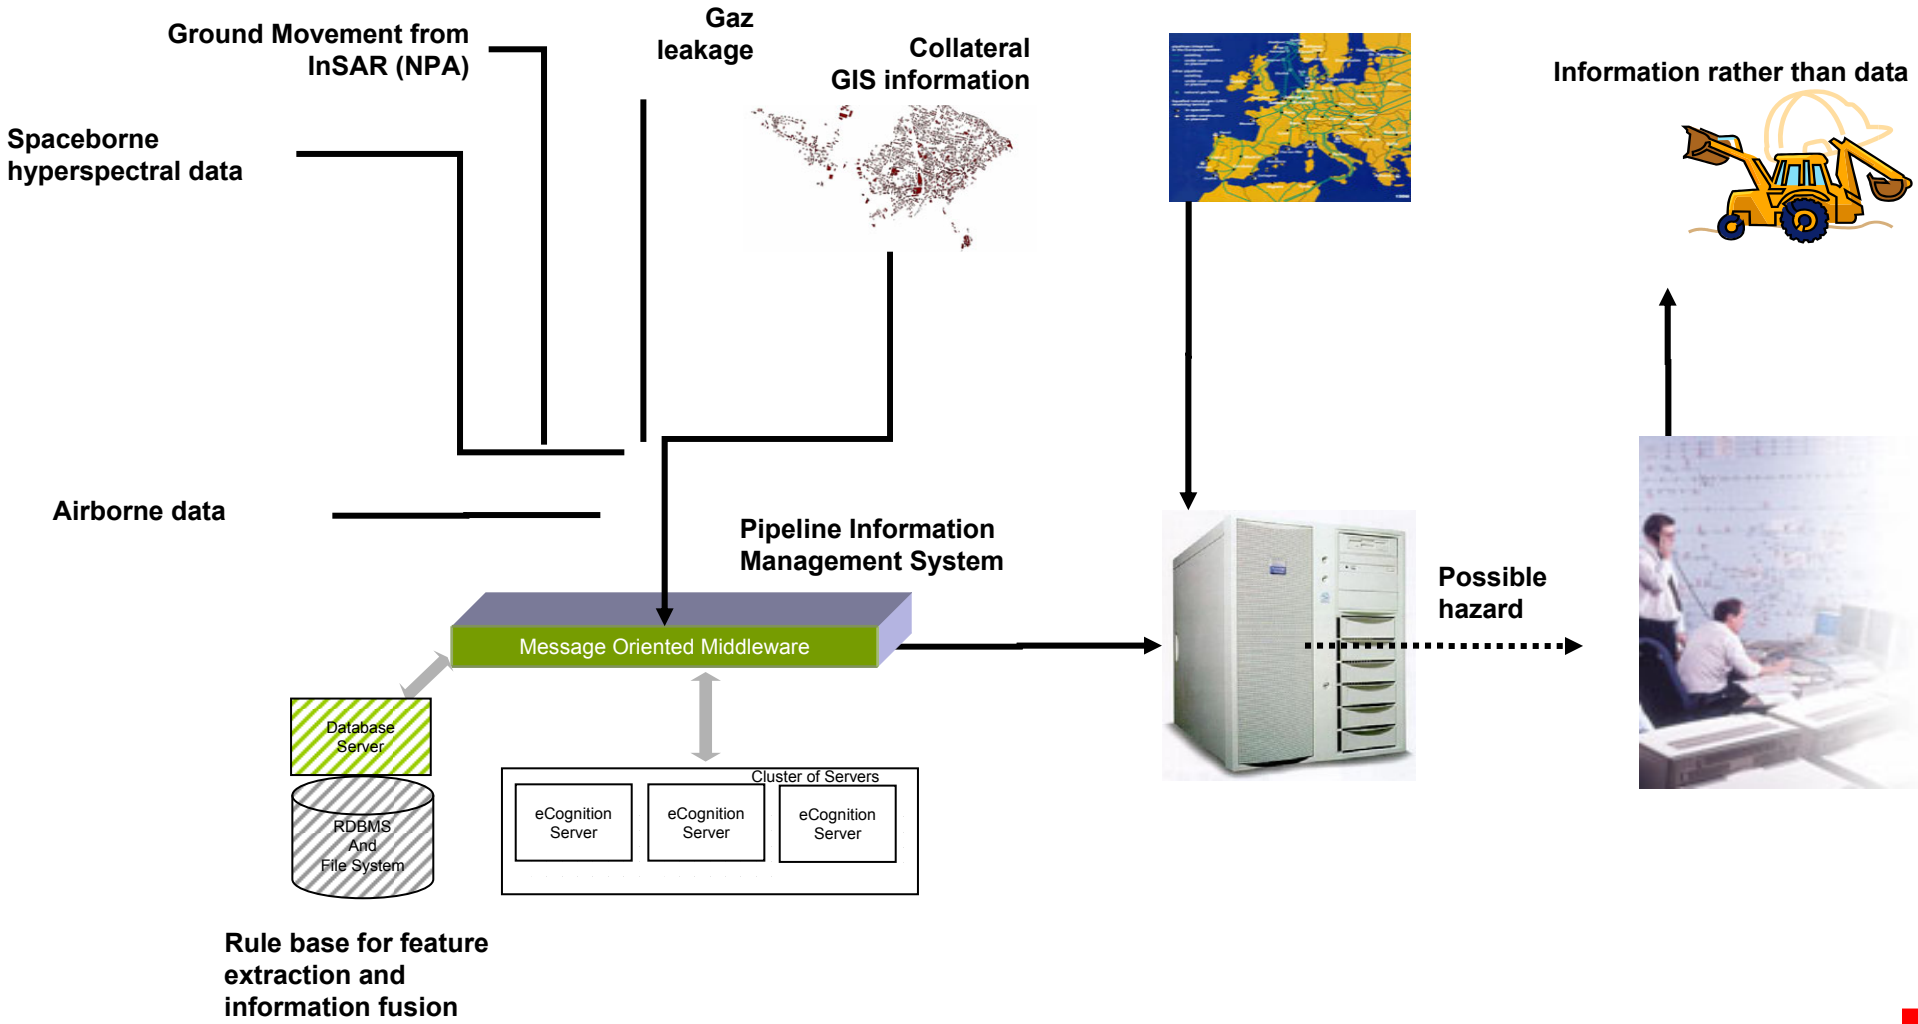 Ground Movement from
InSAR (NPA)
Gaz
leakage
Collateral
GIS information
Information rather than data
Spaceborne
hyperspectral data
Airborne data
Pipeline Information
Management System
Possible
hazard
Message Oriented Middleware
Database
Server
RDBMS
And
File System
Cluster of Servers
eCognition
Server
eCognition
Server
eCognition
Server
Rule base for feature
extraction and
information fusion